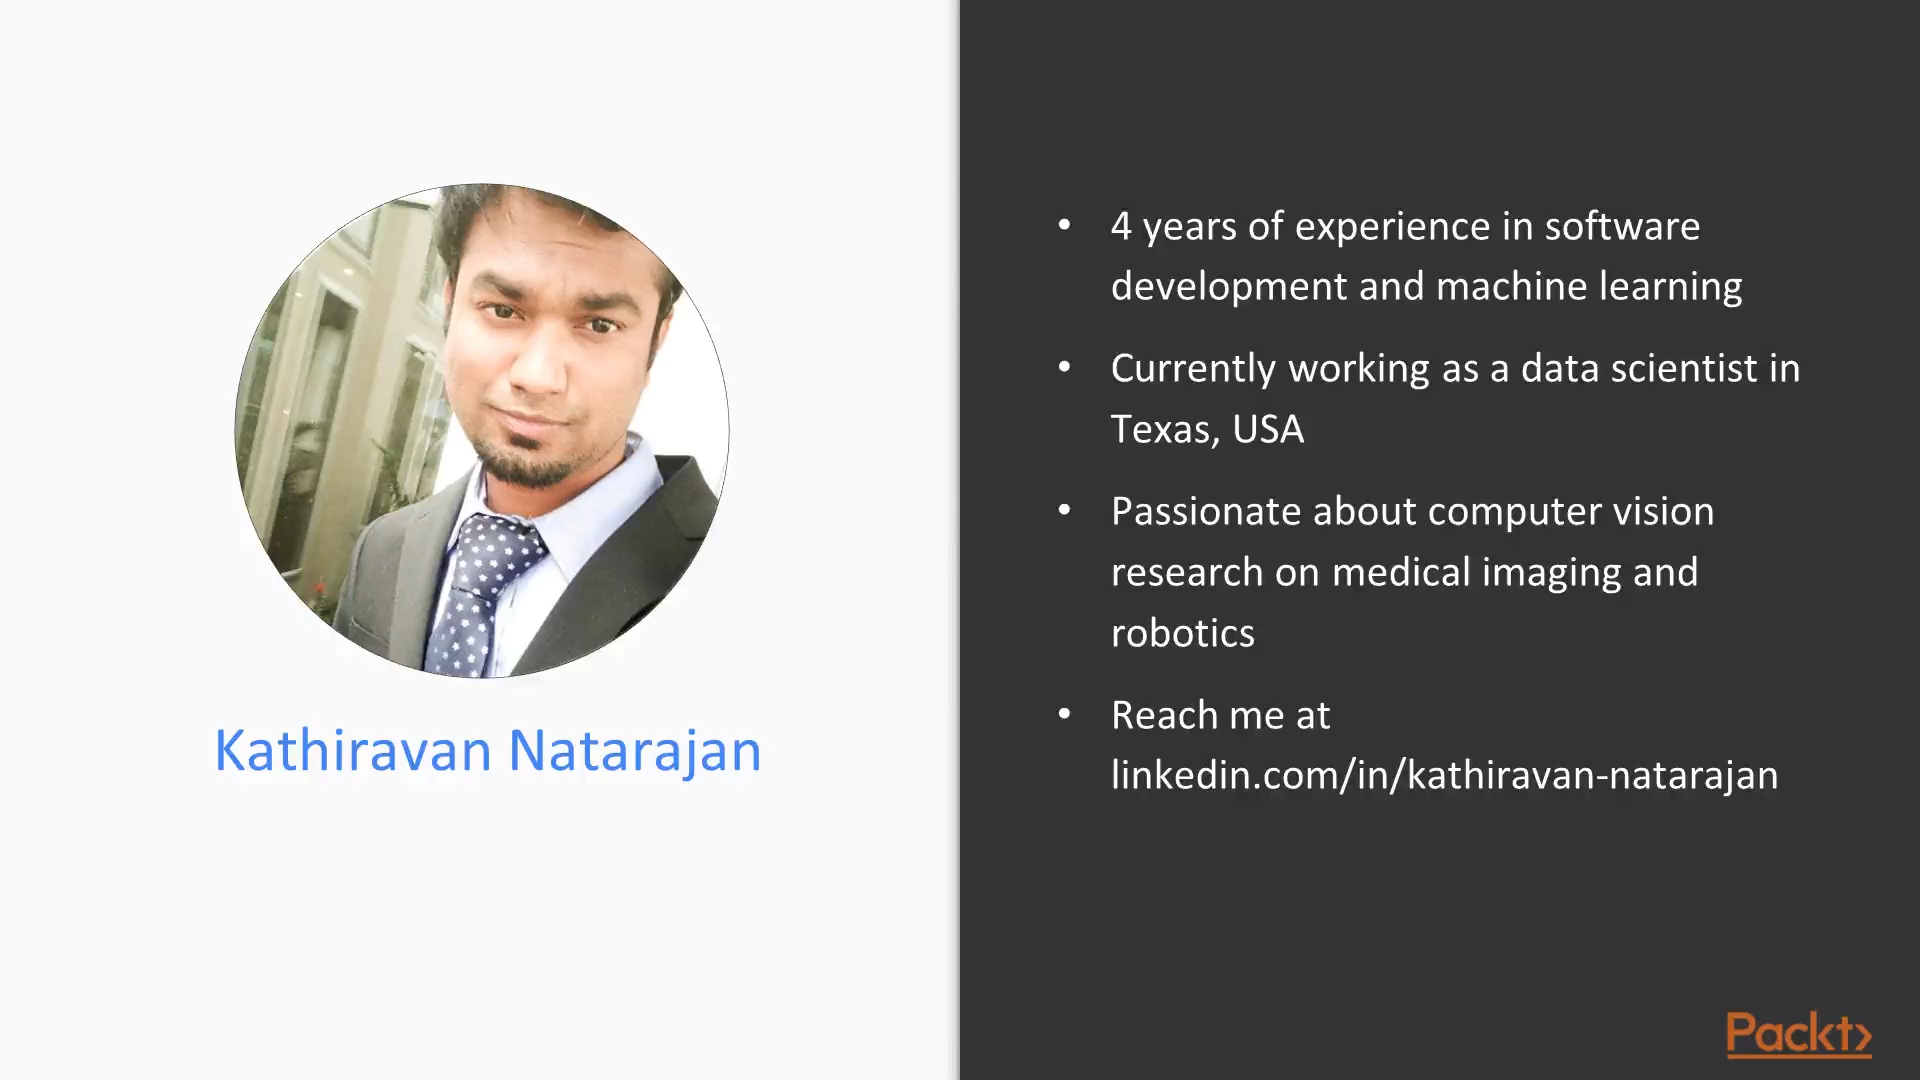 Kathiravan Natarajan
• 4 years of experience in software
development and machine learning
• Currently working as a data scientist in
Texas, USA
• Passionate about computer vision
research on medical imaging and
robotics
• Reach me at
linkedin.com/in/kathiravan-natarajan
Packt>